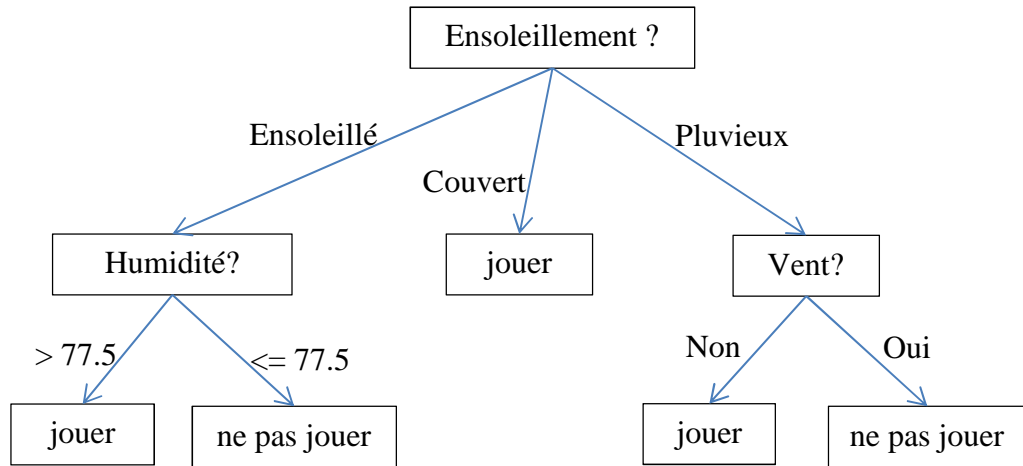 Ensoleillement ?
Ensoleillé
Couvert
Pluvieux
Humidité?
jouer
Vent?
> 77.5
<= 77.5
Non
Oui
jouer
ne pas jouer
jouer
ne pas jouer